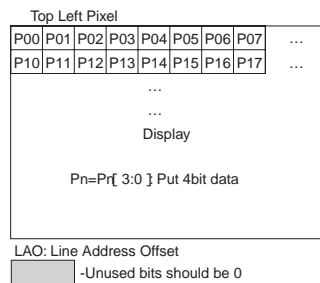 Top Left Pixel
P00 P01 P02 P03 P04 P05 P06 P07 …
P10 P11 P12 P13 P14 P15 P16 P17 …
…
…
Display
Pn=Pn[ 3:0 ]: Put 4bit data
LAO: Line Address Offset
-Unused bits should be 0